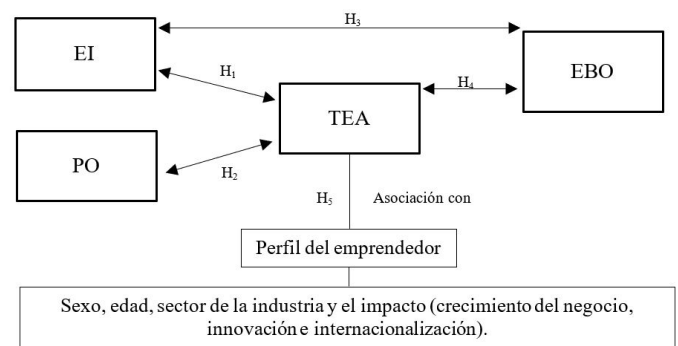 H3
EI
EBO
H1
H4
TEA
PO
H2
H5
Asociación con
Perfil del emprendedor
Sexo, edad, sector de la industria y el impacto (crecimiento del negocio,
innovación e internacionalización).